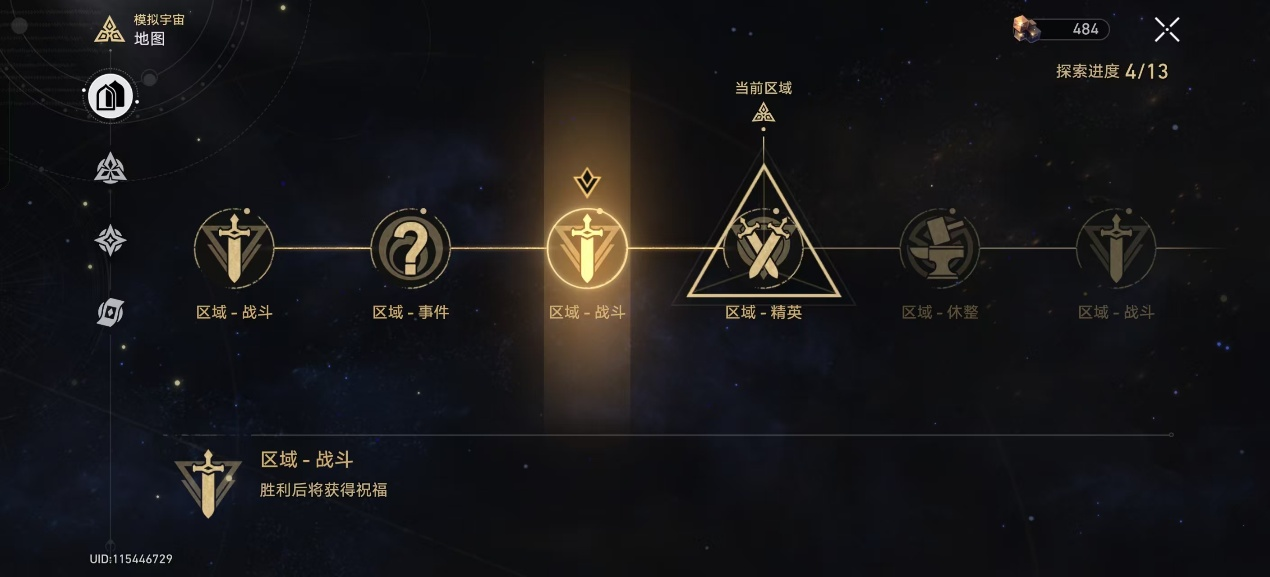 模拟宇宙
地图
484
探索进度 4/13
当前区域
区域 - 战斗
区域 - 事件
区域 - 战斗
区域 - 精英
区域 - 休整
区域 - 战斗
区域 - 战斗
胜利后将获得祝福
UID:115446729